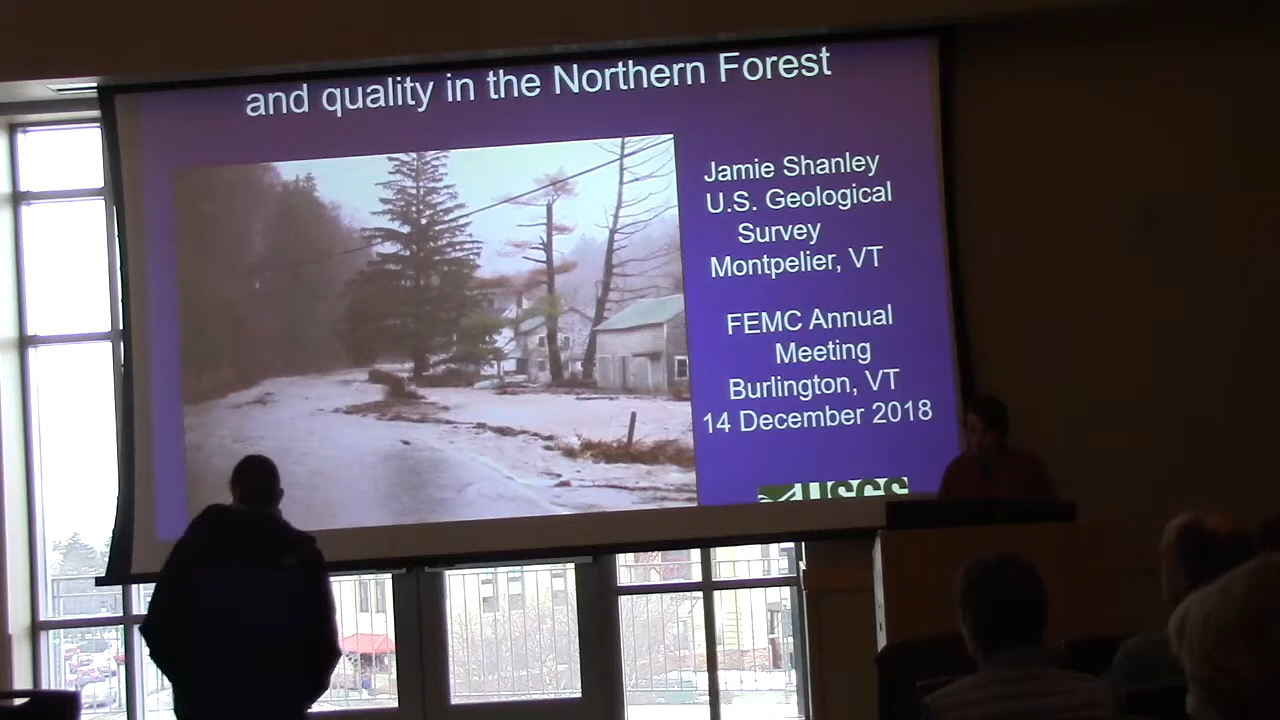 and quality in the Northern Forest
Jamie Shanley
U.S. Geological
Survey
Montpelier, VT
FEMC Annual
Meeting
Burlington, VT
14 December 2018
USGS